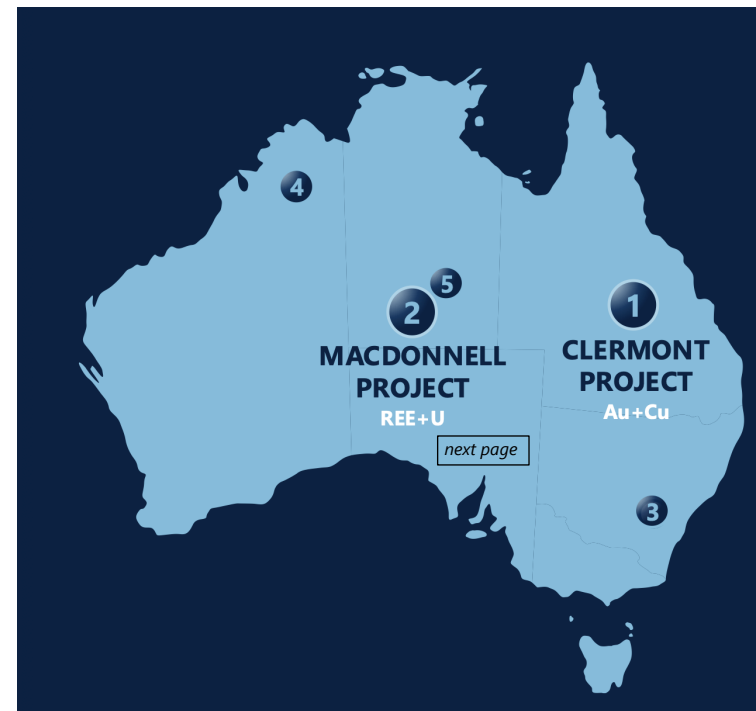 4
5
2
1
MACDONNELL
PROJECT
REE+U
CLERMONT
PROJECT
Au+Cu
next page
3